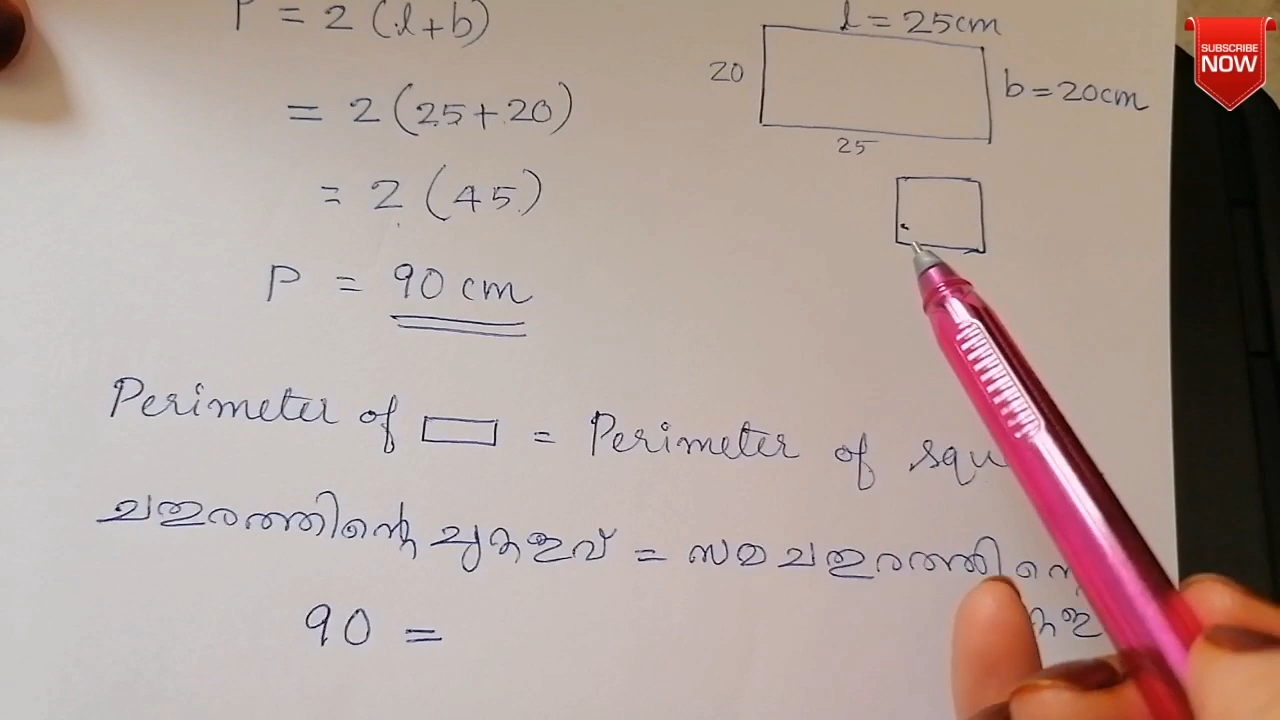 P = 2 (l+b)
= 2 (25+20)
= 2 (45)
P = 90 cm
l = 25cm
20
b = 20cm
25
Perimeter of ▭ = Perimeter of
ചതുരത്തിന്റെ ചുറ്റളവ് = സമചതുരത്തിന്റെ
90 =
SUBSCRIBE
NOW